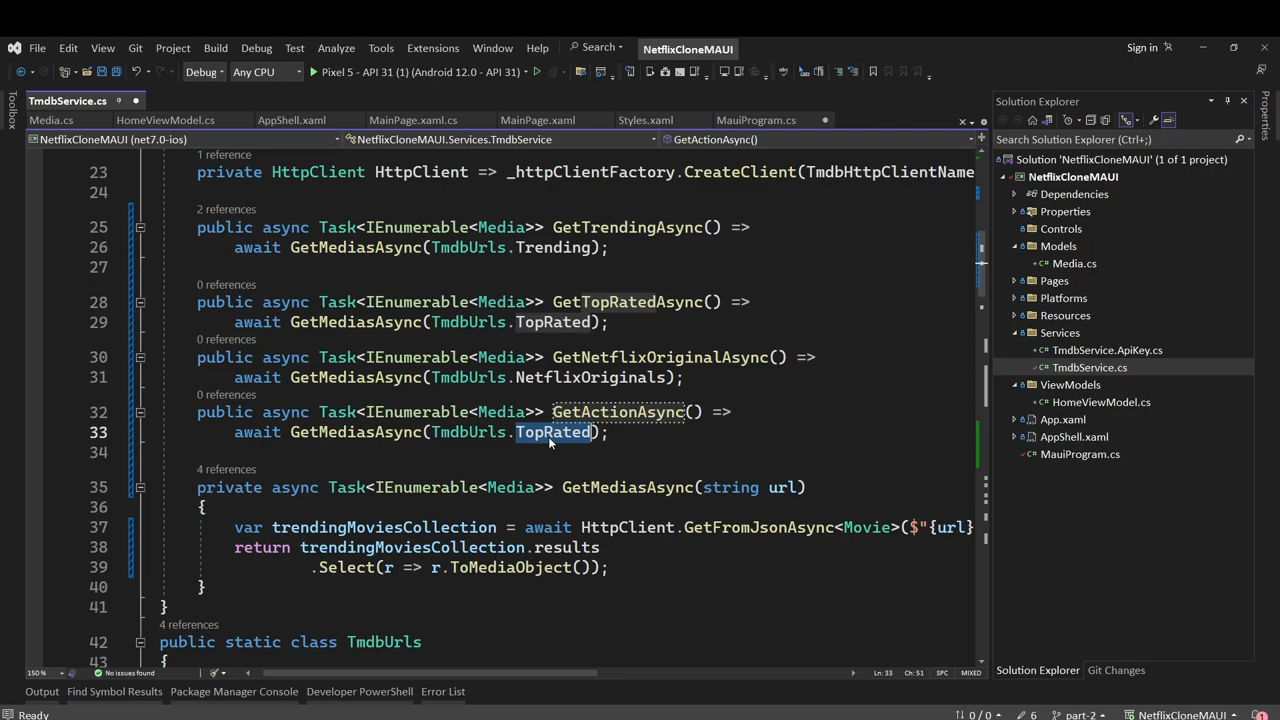 File Edit View Git Project Build Debug Test Analyze Tools Extensions Window Help Search NetflixCloneMAUI Sign in
Debug Any CPU Pixel 5 - API 31 (1) (Android 12.0 - API 31)
Toolbox
Properties
TmdbService.cs
Media.cs HomeViewModel.cs AppShell.xaml MainPage.xaml.cs MainPage.xaml Styles.xaml MauiProgram.cs
NetflixCloneMAUI (net7.0-ios) NetflixCloneMAUI.Services.TmdbService GetActionAsync()
1 reference
23 private HttpClient HttpClient => _httpClientFactory.CreateClient(TmdbHttpClientName
24
2 references
25 public async Task<IEnumerable<Media>> GetTrendingAsync() =>
26 await GetMediasAsync(TmdbUrls.Trending);
27
0 references
28 public async Task<IEnumerable<Media>> GetTopRatedAsync() =>
29 await GetMediasAsync(TmdbUrls.TopRated);
0 references
30 public async Task<IEnumerable<Media>> GetNetflixOriginalAsync() =>
31 await GetMediasAsync(TmdbUrls.NetflixOriginals);
0 references
32 public async Task<IEnumerable<Media>> GetActionAsync() =>
33 await GetMediasAsync(TmdbUrls.TopRated);
34
4 references
35 private async Task<IEnumerable<Media>> GetMediasAsync(string url)
36 {
37 var trendingMoviesCollection = await HttpClient.GetFromJsonAsync<Movie>($"{url}
38 return trendingMoviesCollection.results
39 .Select(r => r.ToMediaObject());
40 }
41 }
4 references
42 public static class TmdbUrls
43 {
150 % No issues found Ln: 33 Ch: 51 SPC MIXED
Solution Explorer
Search Solution Explorer (Ctrl+;)
Solution 'NetflixCloneMAUI' (1 of 1 project)
NetflixCloneMAUI
Dependencies
Properties
Controls
Models
Media.cs
Pages
Platforms
Resources
Services
TmdbService.ApiKey.cs
TmdbService.cs
ViewModels
HomeViewModel.cs
App.xaml
AppShell.xaml
MauiProgram.cs
Solution Explorer Git Changes
Output Find Symbol Results Package Manager Console Developer PowerShell Error List
Ready 0 / 0 6 part-2 NetflixCloneMAUI 1